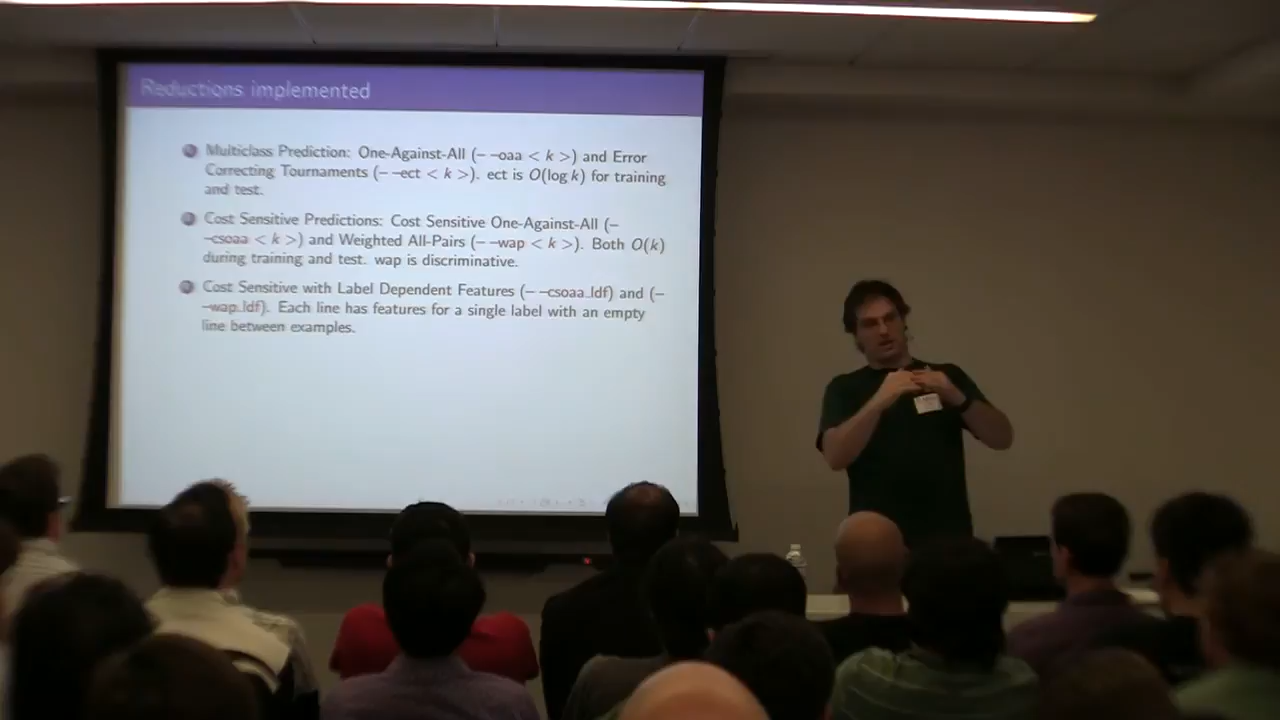 Reductions implemented
1 Multiclass Prediction: One-Against-All (– –oaa < k >) and Error
Correcting Tournaments (– –ect < k >). ect is O(log k) for training
and test.
2 Cost Sensitive Predictions: Cost Sensitive One-Against-All (–
–csoaa < k >) and Weighted All-Pairs (– –wap < k >). Both O(k)
during training and test. wap is discriminative.
Cost Sensitive with Label Dependent Features (– –csoaa_ldf) and (–
–wap_ldf). Each line has features for a single label with an empty
line between examples.